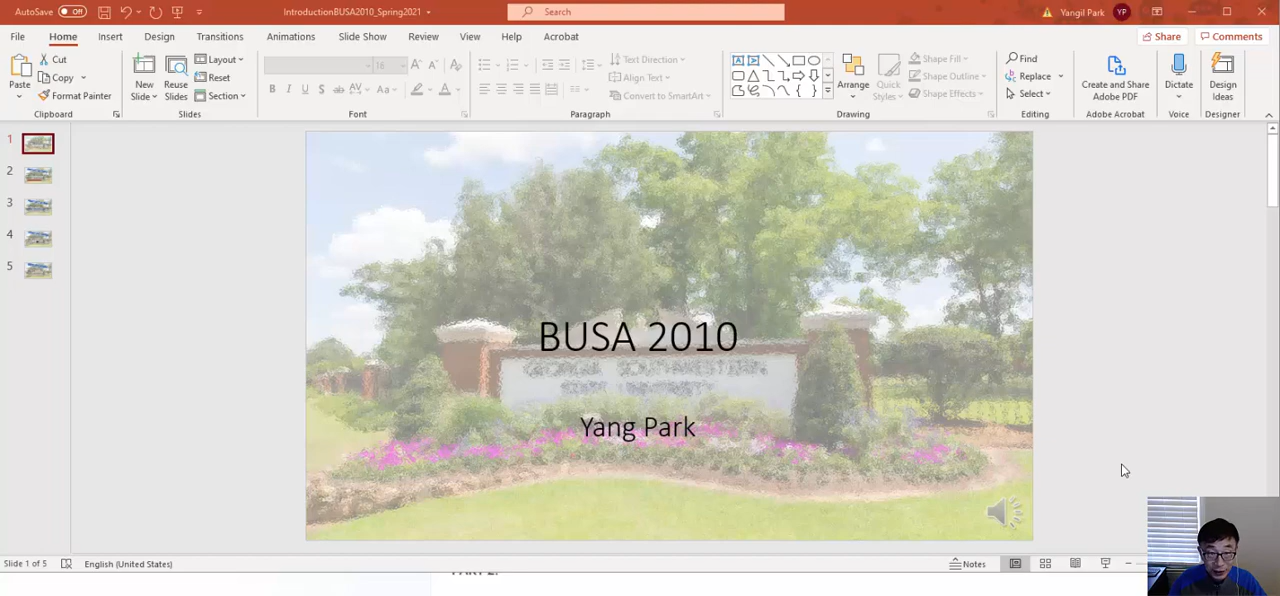 AutoSave Off
IntroductionBUSA2010_Spring2021
Search
Yangil Park YP
File Home Insert Design Transitions Animations Slide Show Review View Help Acrobat
Share Comments
Paste
Cut
Copy
Format Painter
Clipboard
New
Slide
Reuse
Slides
Layout
Reset
Section
Slides
16
Font
Text Direction
Align Text
Convert to SmartArt
Paragraph
Arrange
Quick
Styles
Shape Fill
Shape Outline
Shape Effects
Drawing
Find
Replace
Select
Editing
Create and Share
Adobe PDF
Adobe Acrobat
Dictate
Voice
Design
Ideas
Designer
1
2
3
4
5
BUSA 2010
Yang Park
Slide 1 of 5
English (United States)
Notes